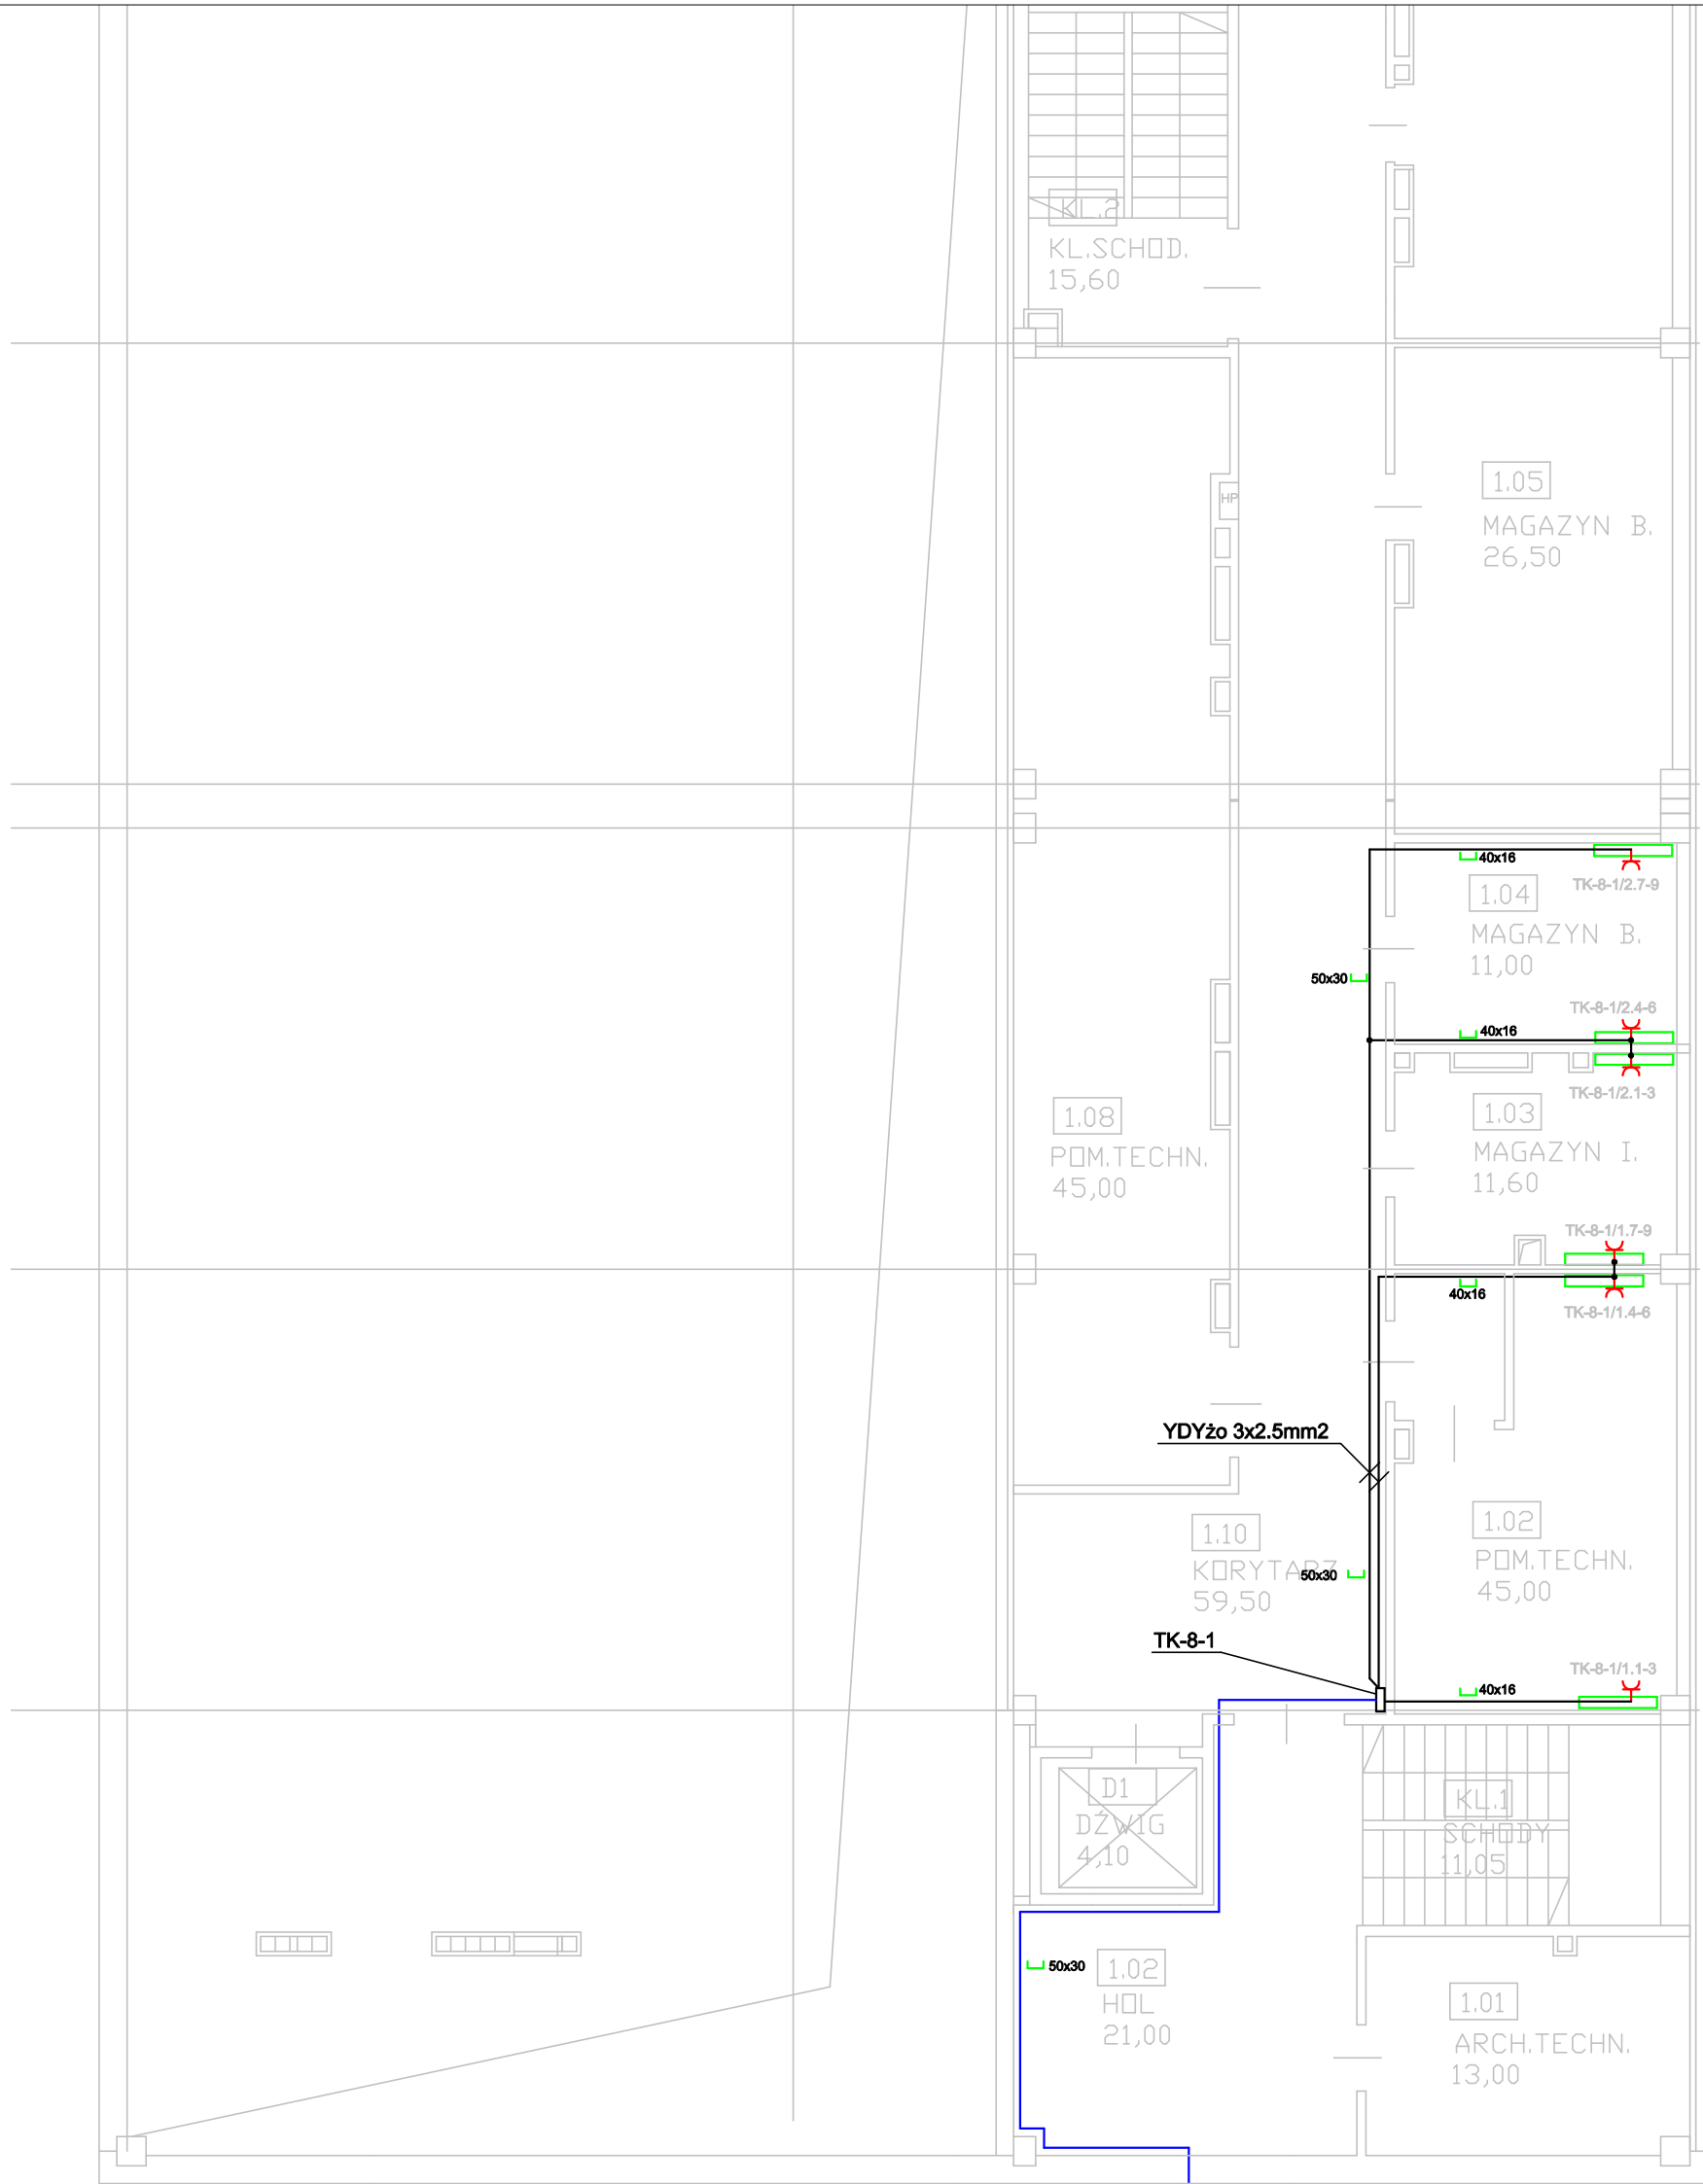 KL.2
KL.SCHOD.
15,60
1.05
MAGAZYN B.
26,50
HP
40x16
TK-8-1/2.7-9
1.04
MAGAZYN B.
11,00
50x30
TK-8-1/2.4-6
40x16
TK-8-1/2.1-3
1.03
MAGAZYN I.
11,60
1.08
POM.TECHN.
45,00
TK-8-1/1.7-9
40x16
TK-8-1/1.4-6
YDYżo 3x2.5mm2
1.02
POM.TECHN.
45,00
1.10
KORYTARZ
59,50
50x30
TK-8-1
TK-8-1/1.1-3
40x16
D1
DŹWIG
4,10
KL.1
SCHODY
11,05
50x30
1.02
HOL
21,00
1.01
ARCH.TECHN.
13,00